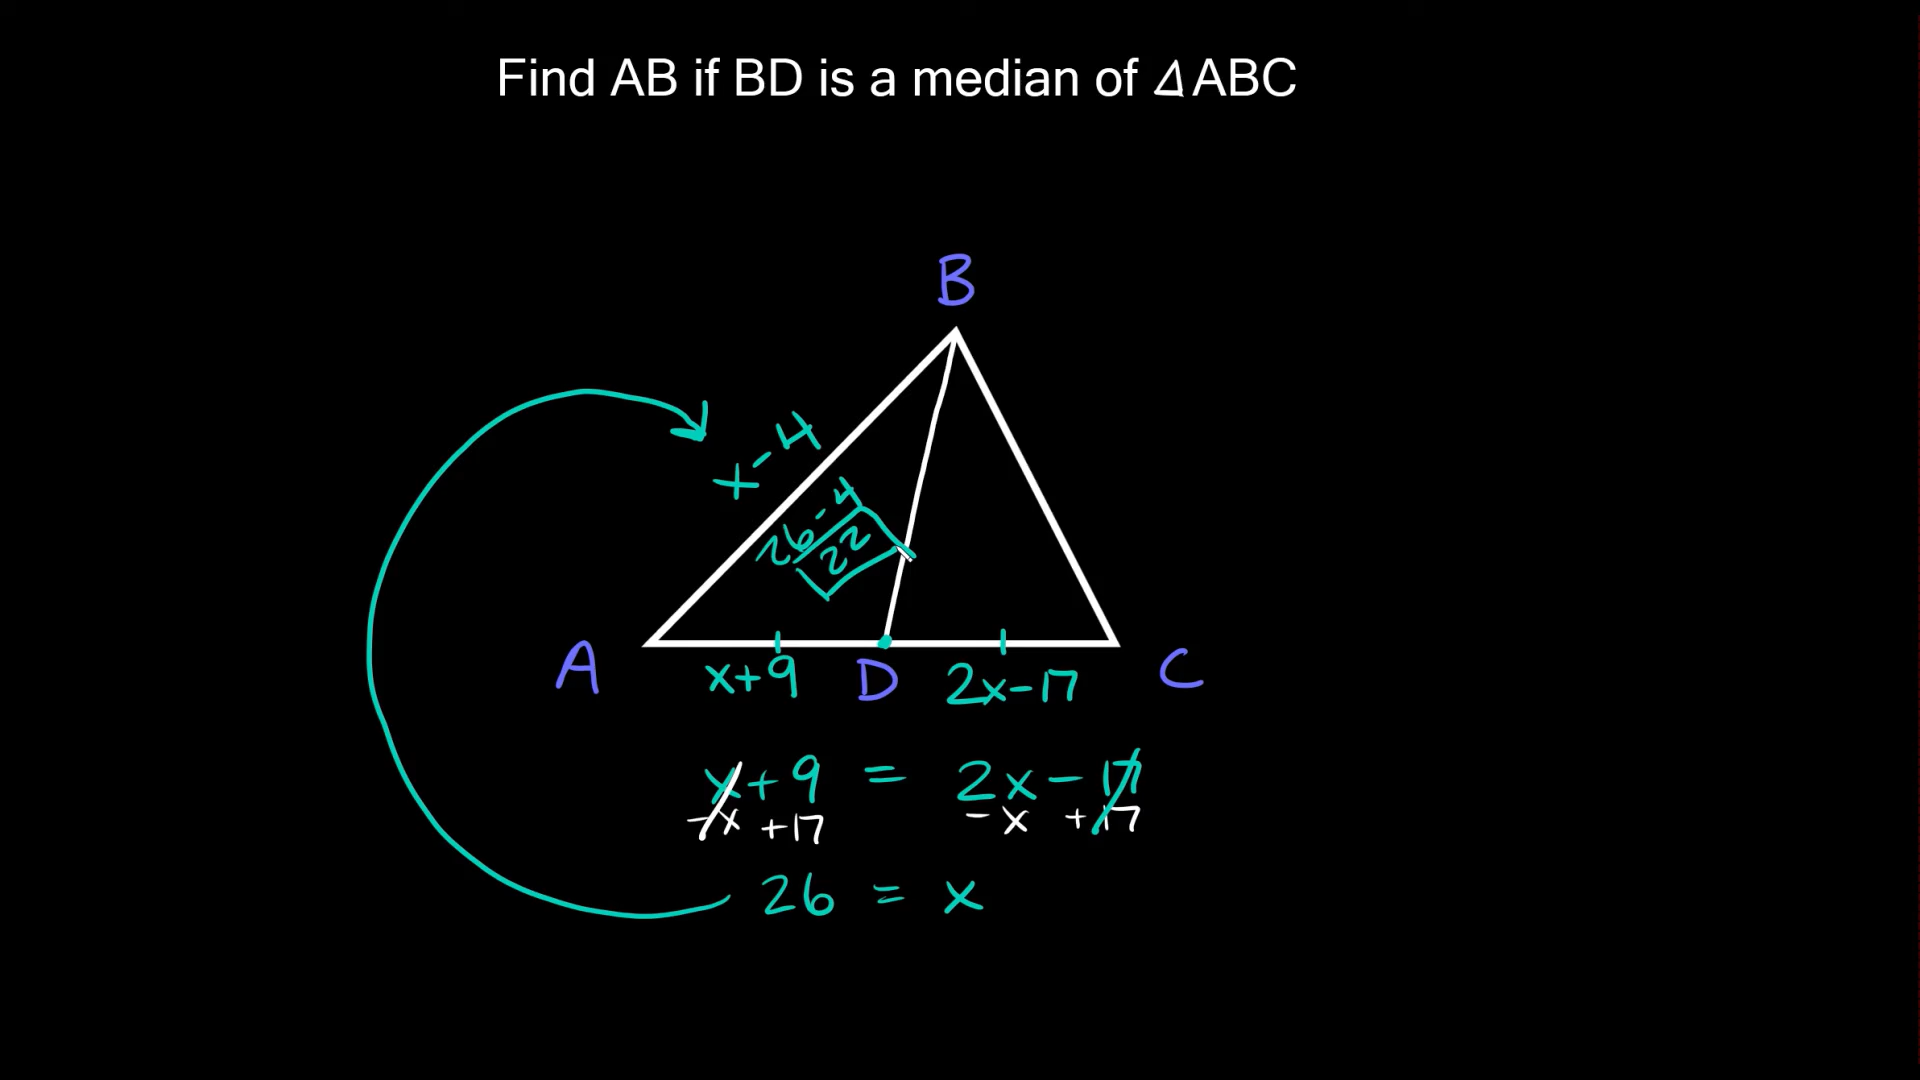 Find AB if BD is a median of △ABC
B
x-4
26-4
22
A
x+9
D
2x-17
C
x+9 = 2x-17
-x +17 -x +17
26 = x